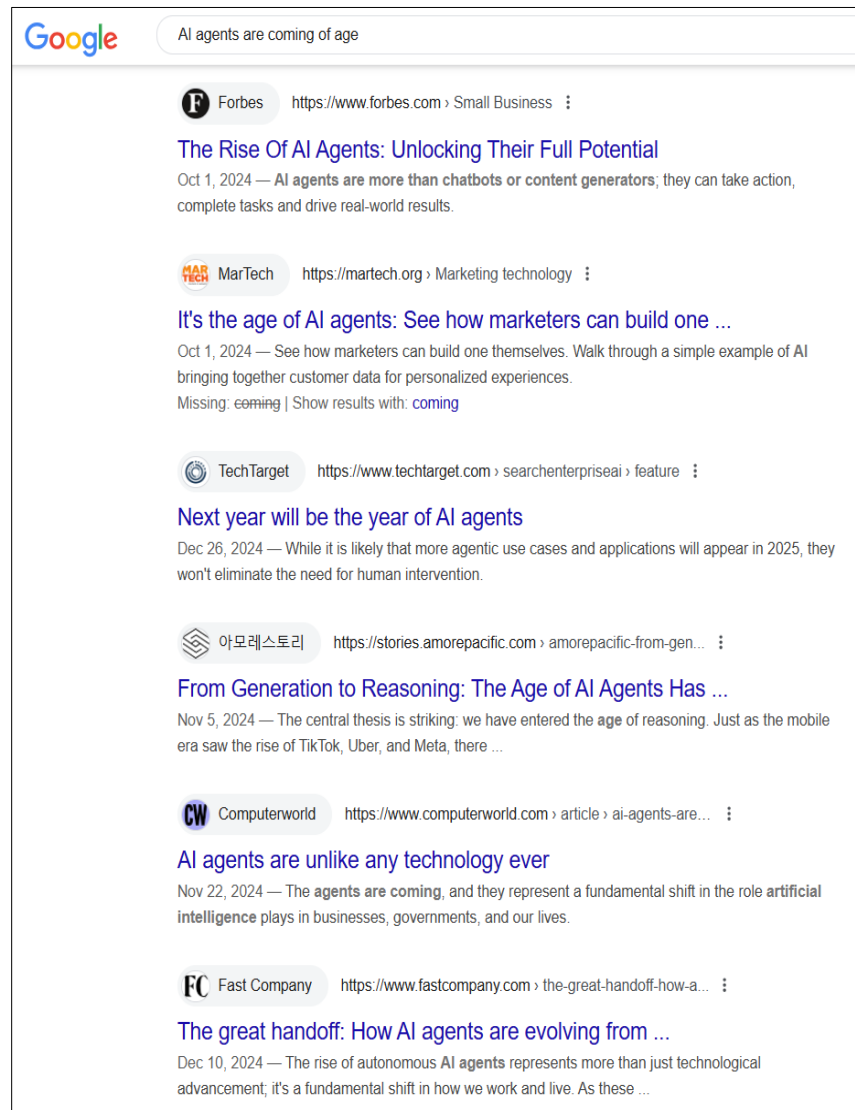 Google
AI agents are coming of age
F Forbes https://www.forbes.com › Small Business
The Rise Of AI Agents: Unlocking Their Full Potential
Oct 1, 2024 — AI agents are more than chatbots or content generators; they can take action,
complete tasks and drive real-world results.
MAR TECH MarTech https://martech.org › Marketing technology
It's the age of AI agents: See how marketers can build one ...
Oct 1, 2024 — See how marketers can build one themselves. Walk through a simple example of AI
bringing together customer data for personalized experiences.
Missing: coming | Show results with: coming
TechTarget https://www.techtarget.com › searchenterpriseai › feature
Next year will be the year of AI agents
Dec 26, 2024 — While it is likely that more agentic use cases and applications will appear in 2025, they
won't eliminate the need for human intervention.
아모레스토리 https://stories.amorepacific.com › amorepacific-from-gen...
From Generation to Reasoning: The Age of AI Agents Has ...
Nov 5, 2024 — The central thesis is striking: we have entered the age of reasoning. Just as the mobile
era saw the rise of TikTok, Uber, and Meta, there ...
CW Computerworld https://www.computerworld.com › article › ai-agents-are...
AI agents are unlike any technology ever
Nov 22, 2024 — The agents are coming, and they represent a fundamental shift in the role artificial
intelligence plays in businesses, governments, and our lives.
FC Fast Company https://www.fastcompany.com › the-great-handoff-how-a...
The great handoff: How AI agents are evolving from ...
Dec 10, 2024 — The rise of autonomous AI agents represents more than just technological
advancement; it's a fundamental shift in how we work and live. As these ...